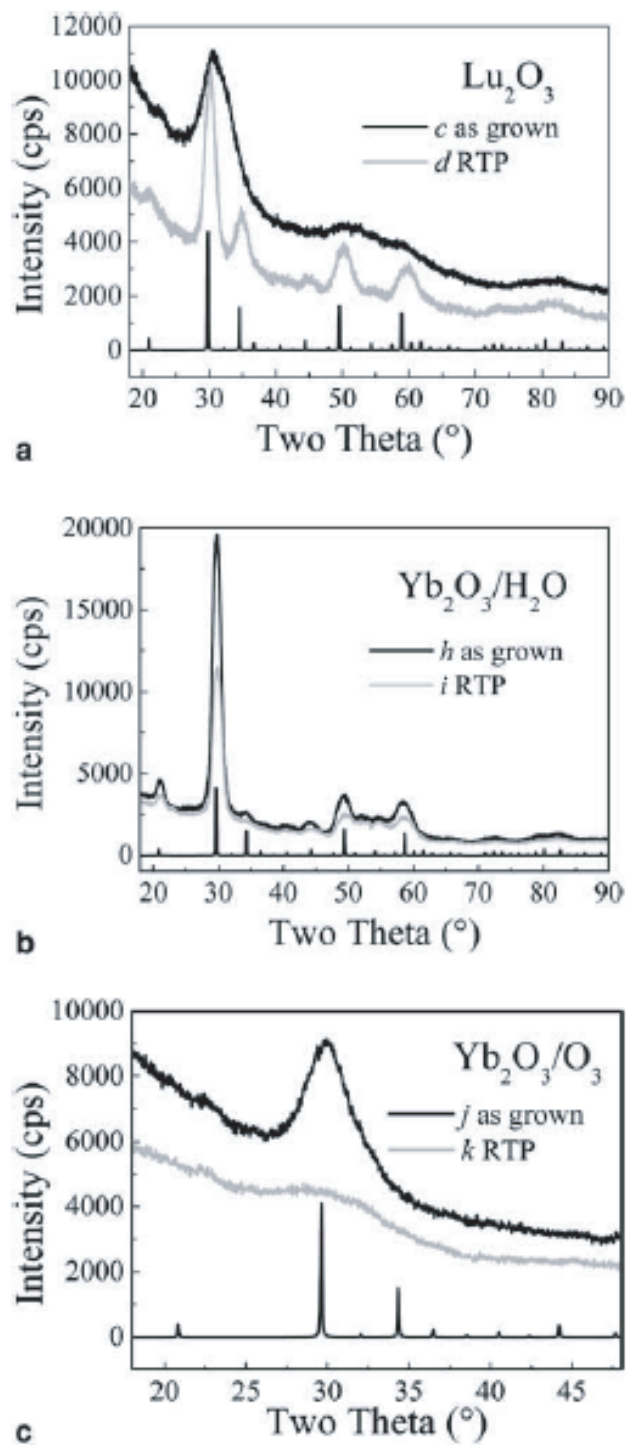 12000
10000
8000
6000
4000
2000
0
Intensity (cps)
Lu₂O₃
c as grown
d RTP
20 30 40 50 60 70 80 90
Two Theta (°)
a
20000
15000
10000
5000
0
Intensity (cps)
Yb₂O₃/H₂O
h as grown
i RTP
20 30 40 50 60 70 80 90
Two Theta (°)
b
10000
8000
6000
4000
2000
0
Intensity (cps)
Yb₂O₃/O₃
j as grown
k RTP
20 25 30 35 40 45
Two Theta (°)
c